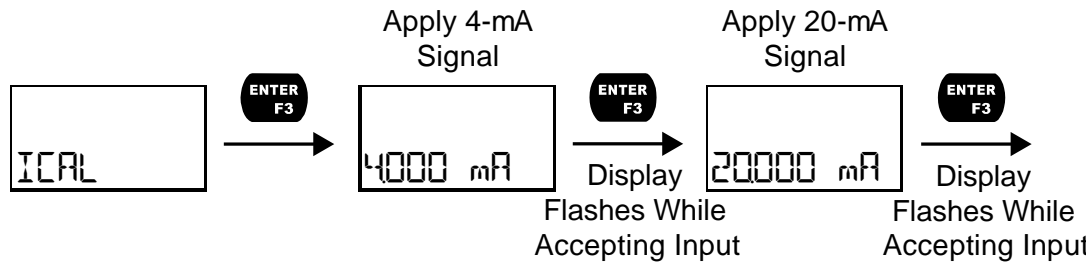 Apply 4-mA
Signal
Apply 20-mA
Signal
ENTER
F3
ENTER
F3
ENTER
F3
ICAL
4.000 mA
20.000 mA
Display
Flashes While
Accepting Input
Display
Flashes While
Accepting Input